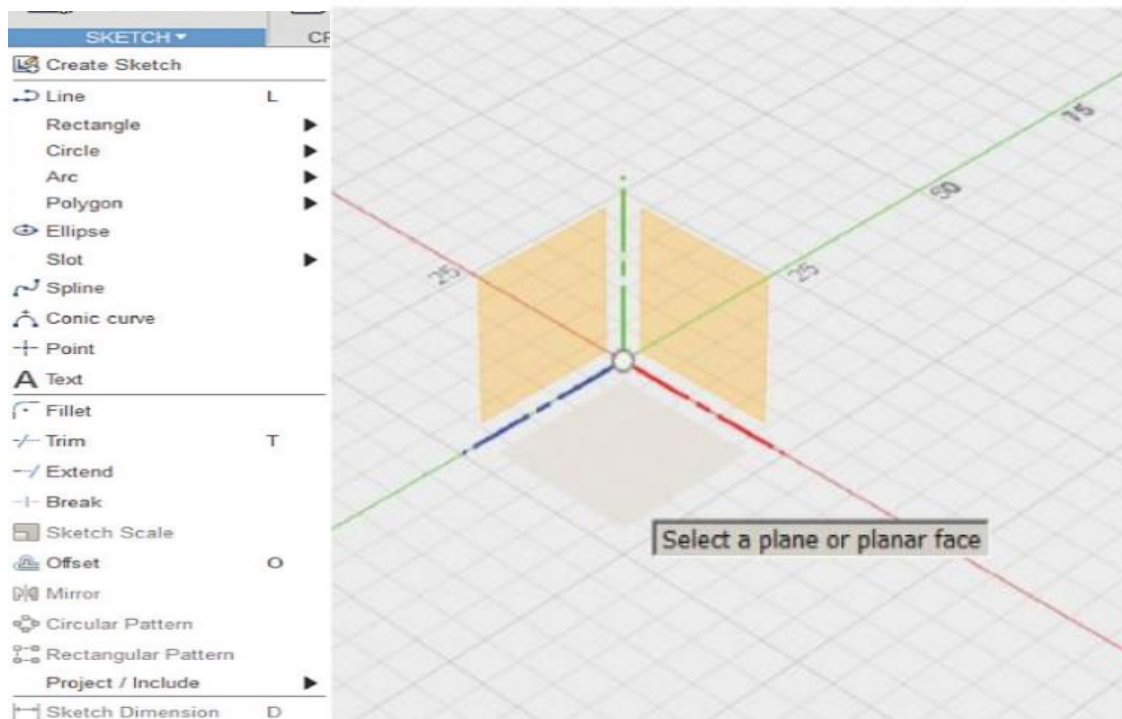 SKETCH ▾
Create Sketch
Line L
Rectangle ▶
Circle ▶
Arc ▶
Polygon ▶
Ellipse
Slot ▶
Spline
Conic curve
Point
Text
Fillet
Trim T
Extend
Break
Sketch Scale
Offset O
Mirror
Circular Pattern
Rectangular Pattern
Project / Include ▶
Sketch Dimension D
75
50
25
25
Select a plane or planar face